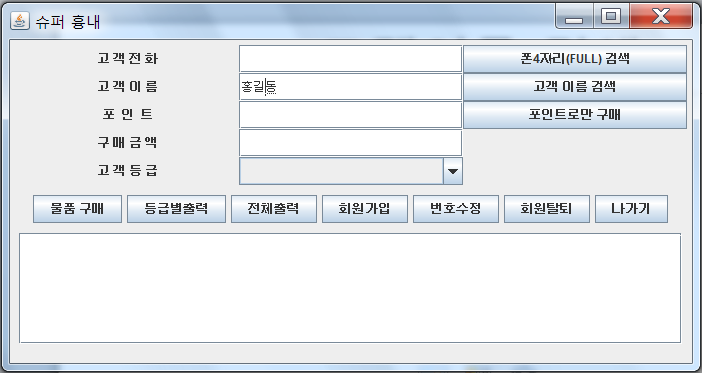 슈퍼 흉내
고 객 전 화 폰4자리(FULL) 검색
고 객 이 름 홍길동 고객 이름 검색
포 인 트 포인트로만 구매
구 매 금 액
고 객 등 급
물품 구매 등급별출력 전체출력 회원가입 번호수정 회원탈퇴 나가기